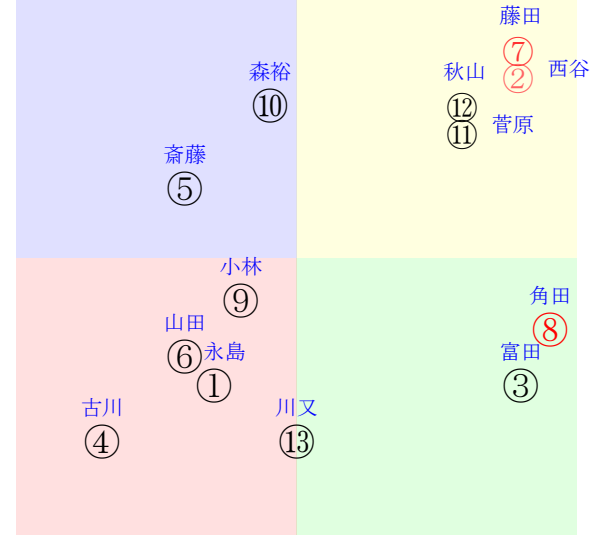 藤田
⑦
森裕
秋山
②
西谷
⑩
⑫
⑪
菅原
斎藤
⑤
小林
⑨
角田
⑧
山田
⑥
永島
①
富田
③
古川
④
川又
⑬